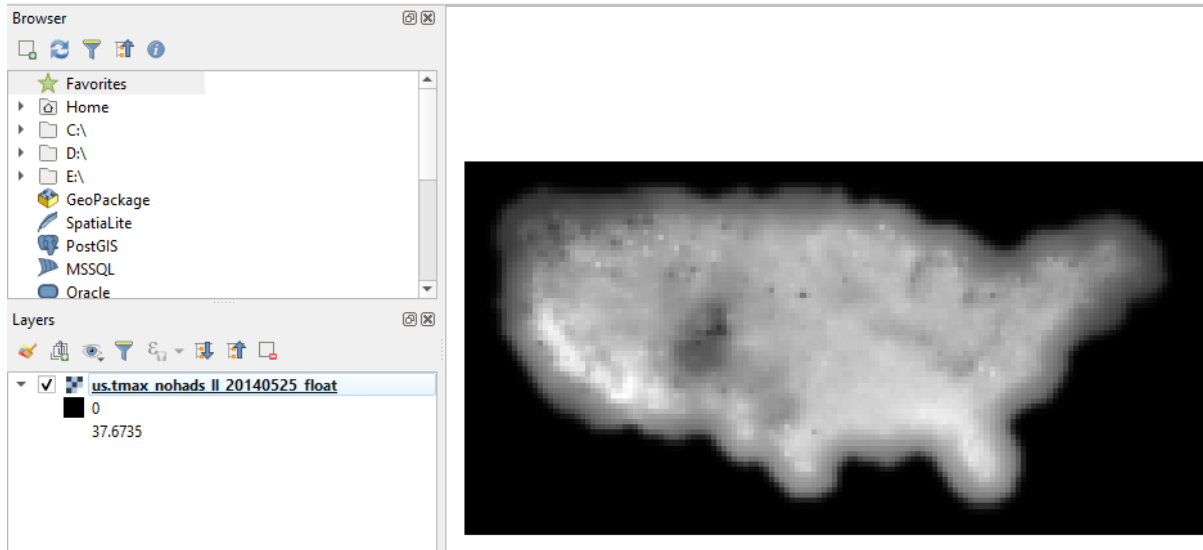 Browser
Favorites
Home
C:\
D:\
E:\
GeoPackage
SpatiaLite
PostGIS
MSSQL
Oracle
Layers
us.tmax_nohads_ll_20140525_float
0
37.6735